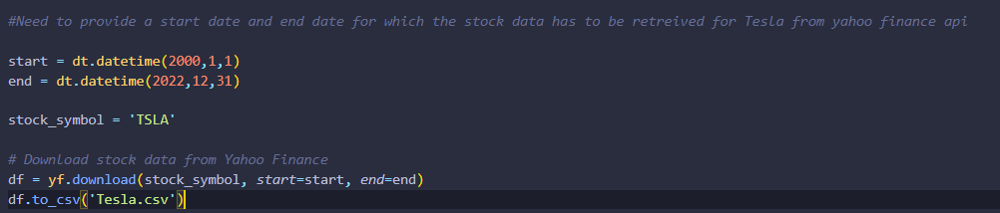 #Need to provide a start date and end date for which the stock data has to be retreived for Tesla from yahoo finance api
start = dt.datetime(2000,1,1)
end = dt.datetime(2022,12,31)
stock_symbol = 'TSLA'
# Download stock data from Yahoo Finance
df = yf.download(stock_symbol, start=start, end=end)
df.to_csv('Tesla.csv')